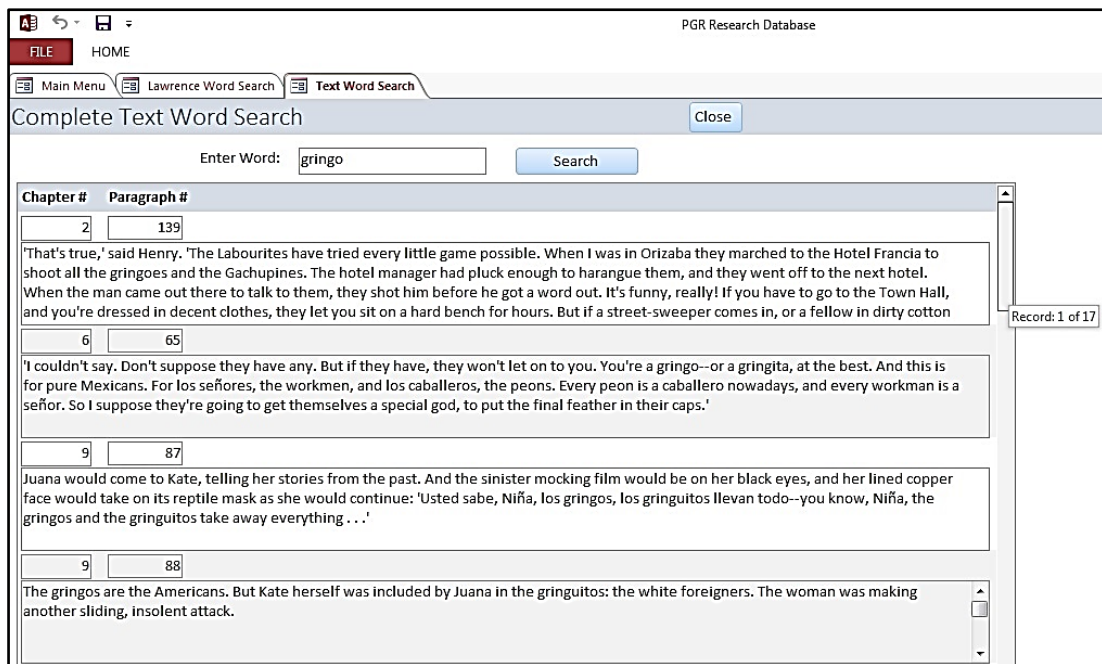 PGR Research Database
FILE HOME
Main Menu Lawrence Word Search Text Word Search
Complete Text Word Search Close
Enter Word: gringo Search
Chapter # Paragraph #
2 139
'That's true,' said Henry. 'The Labourites have tried every little game possible. When I was in Orizaba they marched to the Hotel Francia to
shoot all the gringoes and the Gachupines. The hotel manager had pluck enough to harangue them, and they went off to the next hotel.
When the man came out there to talk to them, they shot him before he got a word out. It's funny, really! If you have to go to the Town Hall,
and you're dressed in decent clothes, they let you sit on a hard bench for hours. But if a street-sweeper comes in, or a fellow in dirty cotton
Record: 1 of 17
6 65
'I couldn't say. Don't suppose they have any. But if they have, they won't let on to you. You're a gringo--or a gringita, at the best. And this is
for pure Mexicans. For los señores, the workmen, and los caballeros, the peons. Every peon is a caballero nowadays, and every workman is a
señor. So I suppose they're going to get themselves a special god, to put the final feather in their caps.'
9 87
Juana would come to Kate, telling her stories from the past. And the sinister mocking film would be on her black eyes, and her lined copper
face would take on its reptile mask as she would continue: 'Usted sabe, Niña, los gringos, los gringuitos llevan todo--you know, Niña, the
gringos and the gringuitos take away everything . . .'
9 88
The gringos are the Americans. But Kate herself was included by Juana in the gringuitos: the white foreigners. The woman was making
another sliding, insolent attack.